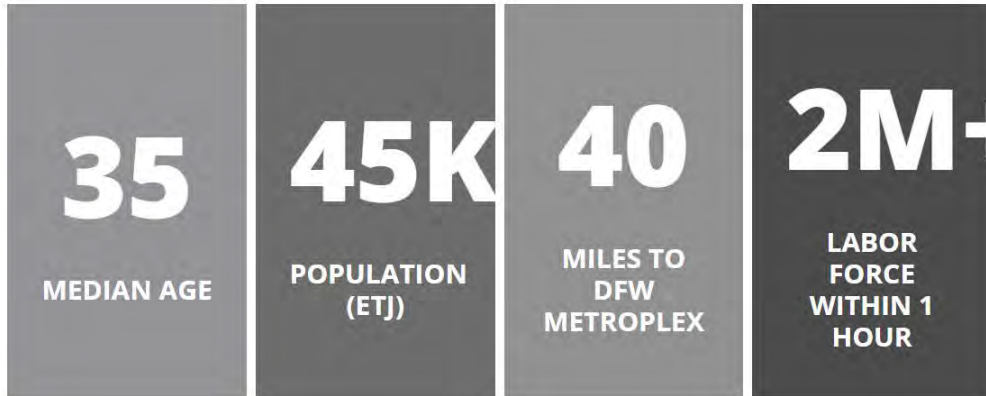 35
MEDIAN AGE
45K
POPULATION
(ETJ)
40
MILES TO
DFW
METROPLEX
2M+
LABOR
FORCE
WITHIN 1
HOUR